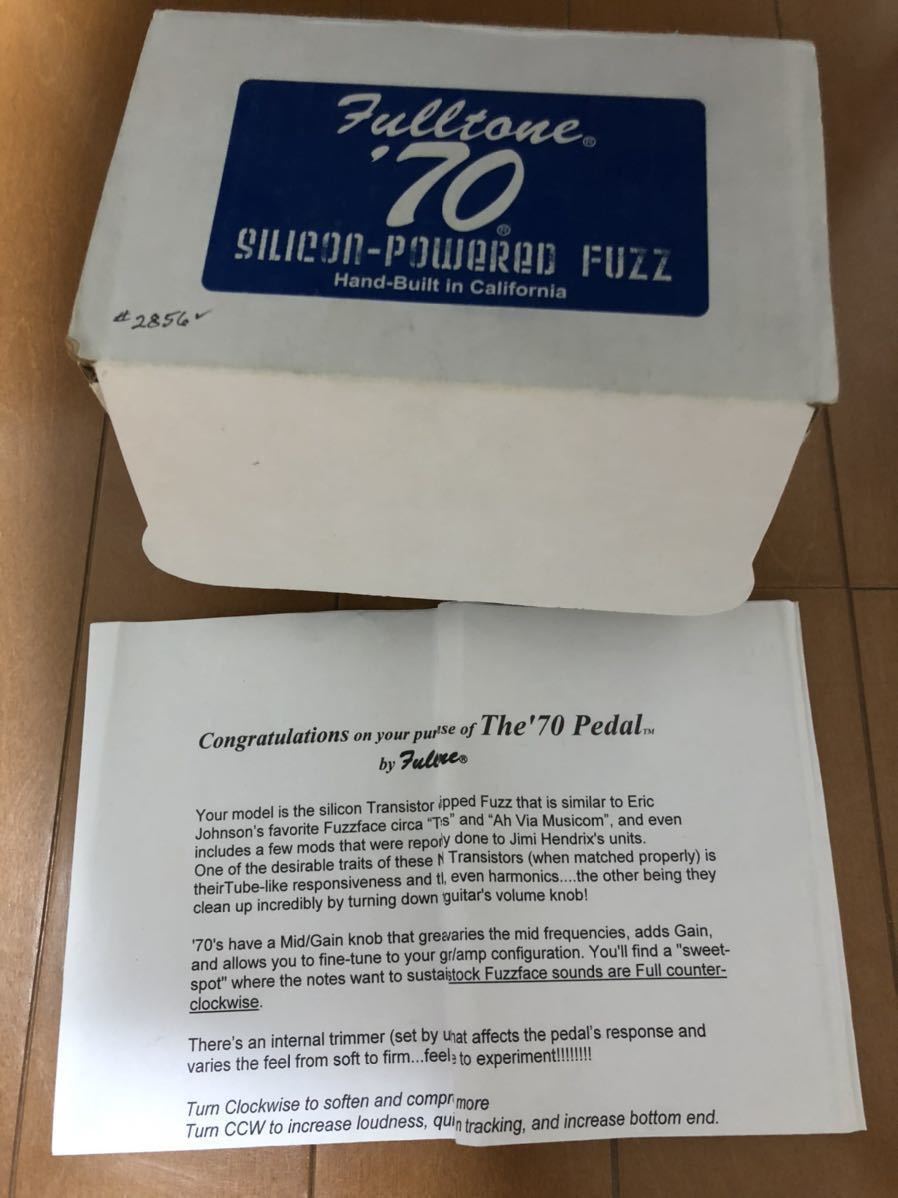 Fulltone®
'70®
SILICON-POWERED FUZZ
Hand-Built in California
#2856✓
Congratulations on your pur se of The'70 Pedal™
by Ful ne®
Your model is the silicon Transistor ipped Fuzz that is similar to Eric
Johnson's favorite Fuzzface circa “T s” and “Ah Via Musicom”, and even
includes a few mods that were repor y done to Jimi Hendrix's units.
One of the desirable traits of these Transistors (when matched properly) is
theirTube-like responsiveness and t , even harmonics....the other being they
clean up incredibly by turning down guitar's volume knob!
'70's have a Mid/Gain knob that grea varies the mid frequencies, adds Gain,
and allows you to fine-tune to your g /amp configuration. You'll find a "sweet-
spot" where the notes want to sustai stock Fuzzface sounds are Full counter-
clockwise.
There's an internal trimmer (set by u hat affects the pedal's response and
varies the feel from soft to firm...feel to experiment!!!!!!!!
Turn Clockwise to soften and compr more
Turn CCW to increase loudness, qui n tracking, and increase bottom end.